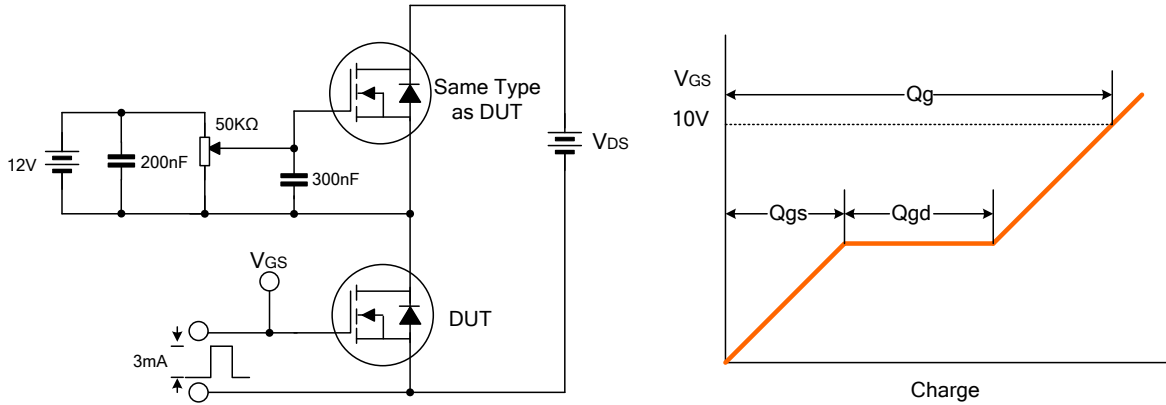 Same Type
as DUT
50KΩ
12V
200nF
300nF
VDS
VGS
DUT
3mA
VGS
10V
Qg
Qgs
Qgd
Charge